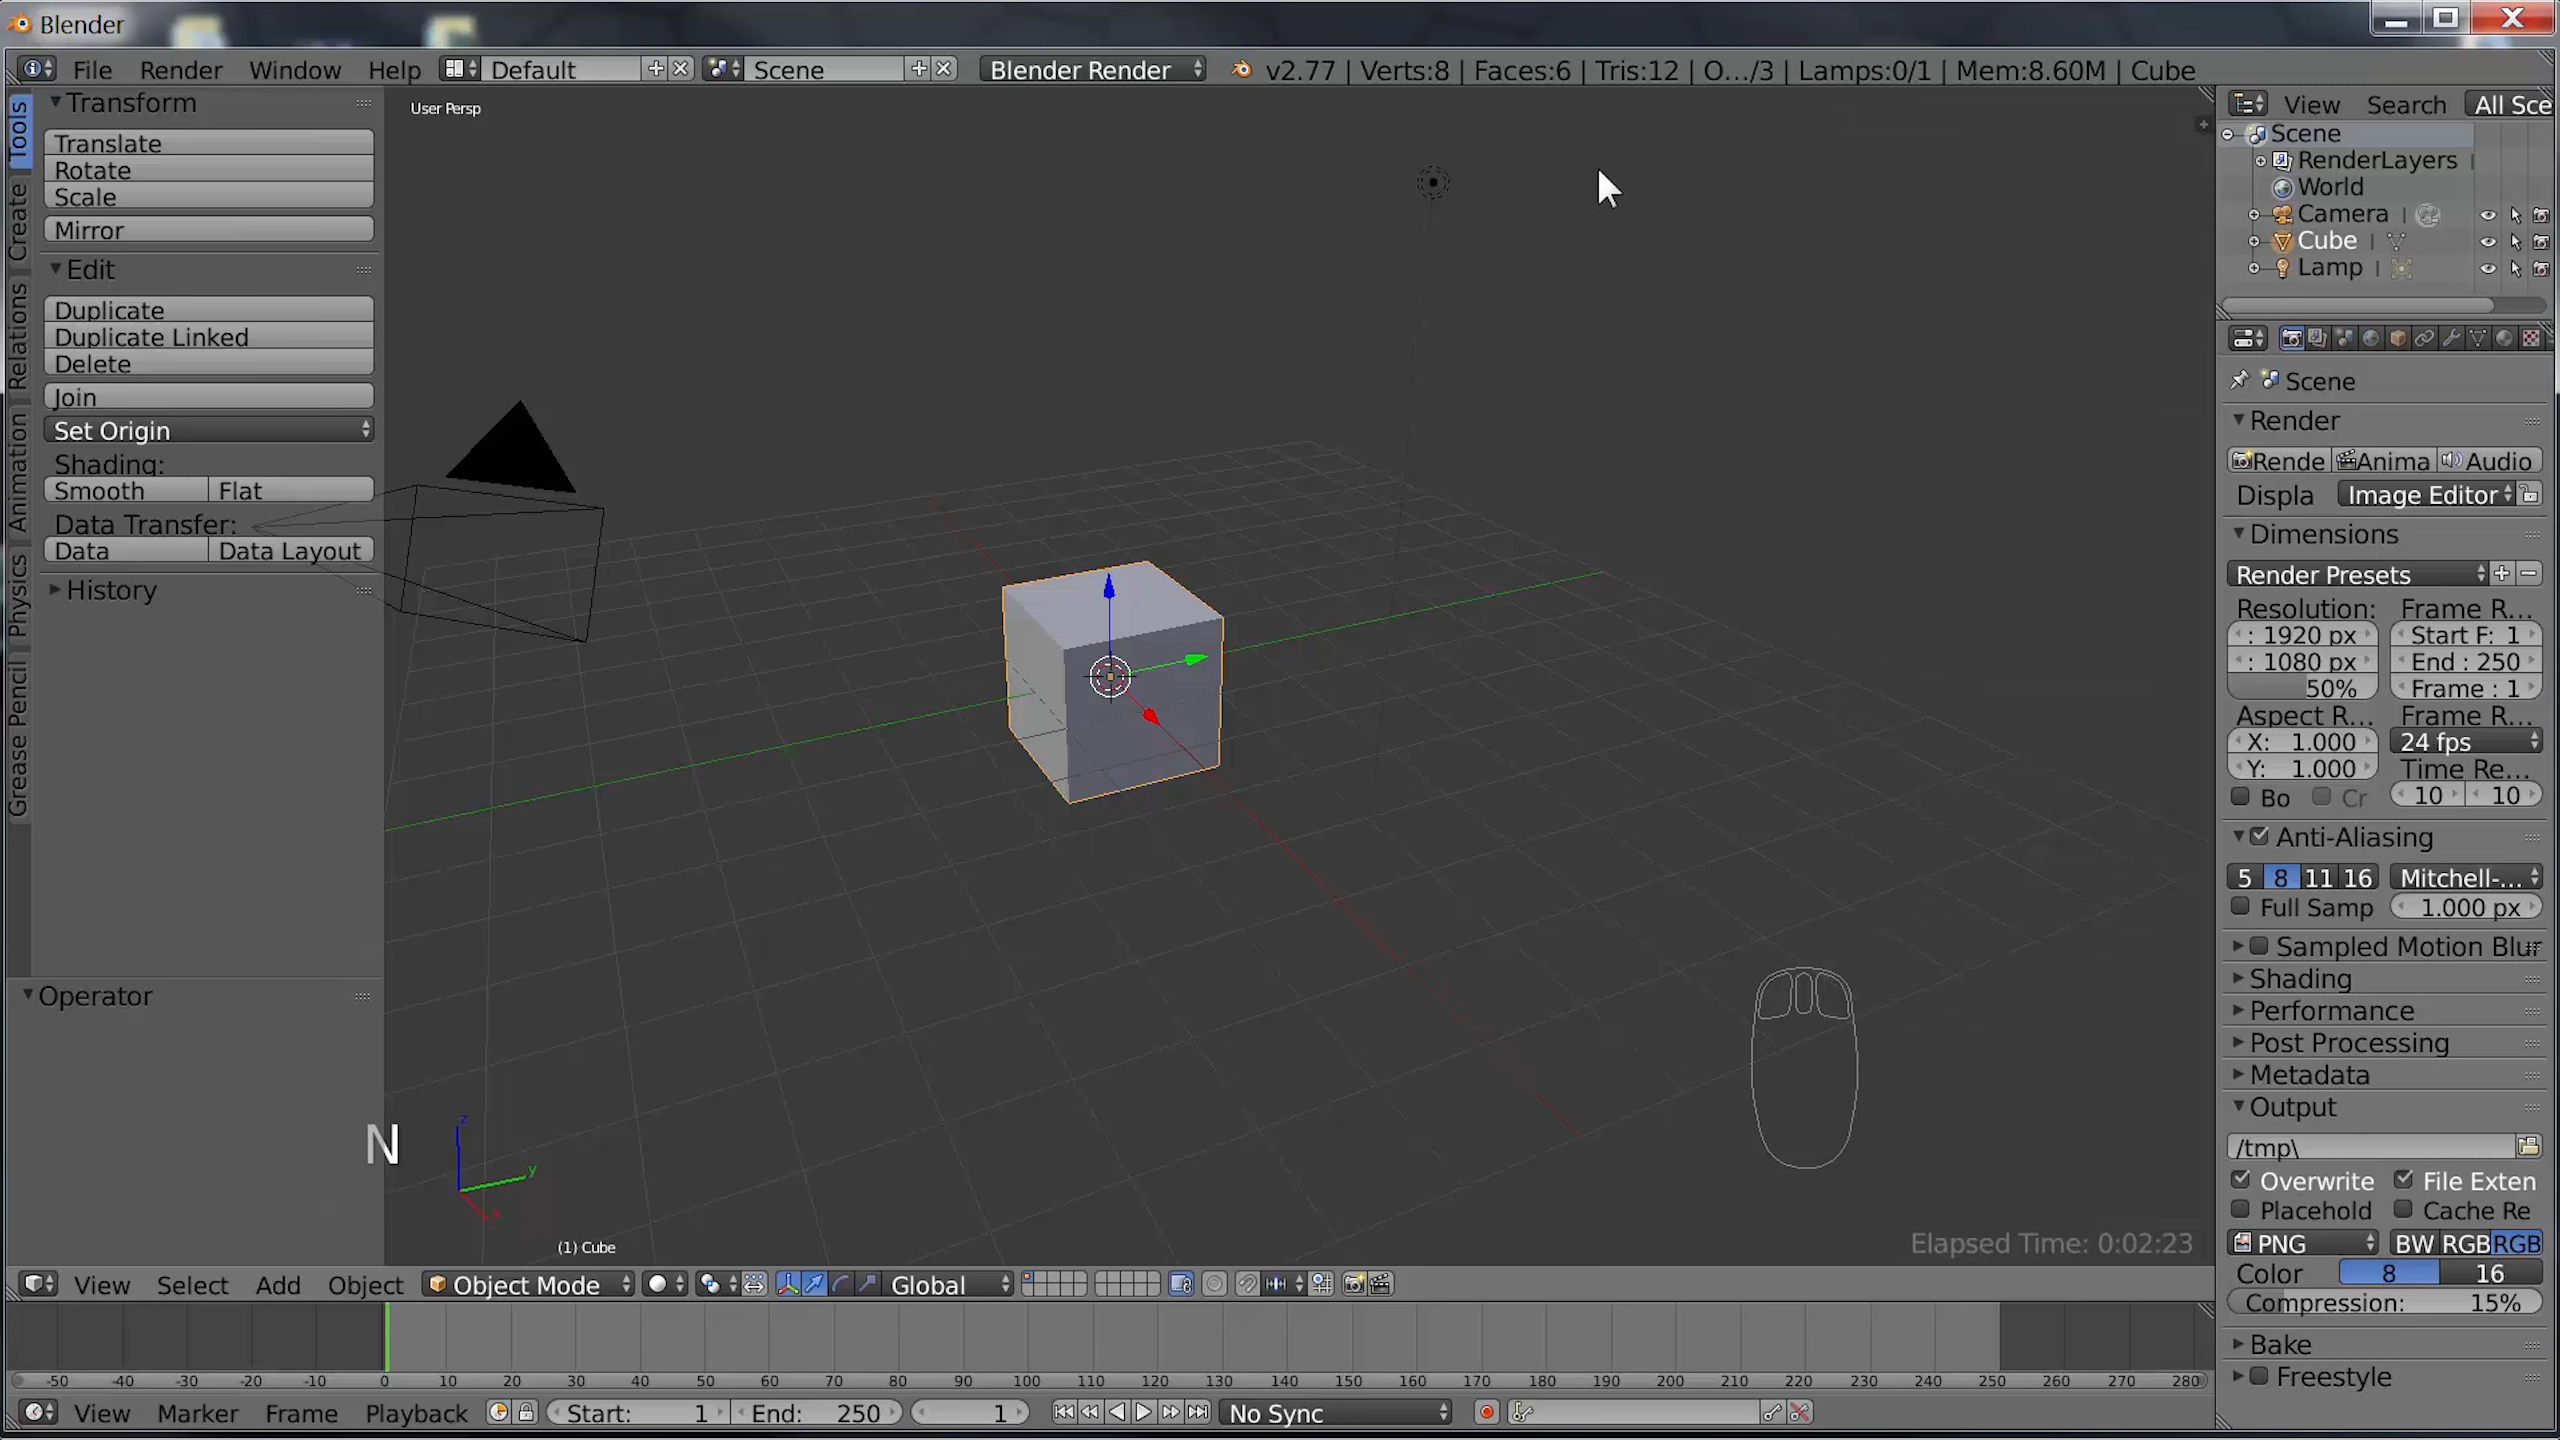 Blender
File Render Window Help Default Scene Blender Render v2.77 | Verts:8 | Faces:6 | Tris:12 | O.../3 | Lamps:0/1 | Mem:8.60M | Cube
Tools
Create
Relations
Animation
Physics
Grease Pencil
Transform
Translate
Rotate
Scale
Mirror
Edit
Duplicate
Duplicate Linked
Delete
Join
Set Origin
Shading:
Smooth Flat
Data Transfer:
Data Data Layout
History
Operator
User Persp
N
z
y
x
(1) Cube
Elapsed Time: 0:02:23
View Search All Sce
Scene
RenderLayers
World
Camera
Cube
Lamp
Scene
Render
Rende Anima Audio
Displa Image Editor
Dimensions
Render Presets
Resolution: Frame R...
: 1920 px Start F: 1
: 1080 px End : 250
50% Frame : 1
Aspect R... Frame R...
X: 1.000 24 fps
Y: 1.000 Time Re...
Bo Cr 10 10
Anti-Aliasing
5 8 11 16 Mitchell-...
Full Samp 1.000 px
Sampled Motion Blur
Shading
Performance
Post Processing
Metadata
Output
/tmp\
Overwrite File Exten
Placehold Cache Re
PNG BW RGB RGB
Color 8 16
Compression: 15%
Bake
Freestyle
View Select Add Object Object Mode Global
-50 -40 -30 -20 -10 0 10 20 30 40 50 60 70 80 90 100 110 120 130 140 150 160 170 180 190 200 210 220 230 240 250 260 270 280
View Marker Frame Playback Start: 1 End: 250 1 No Sync